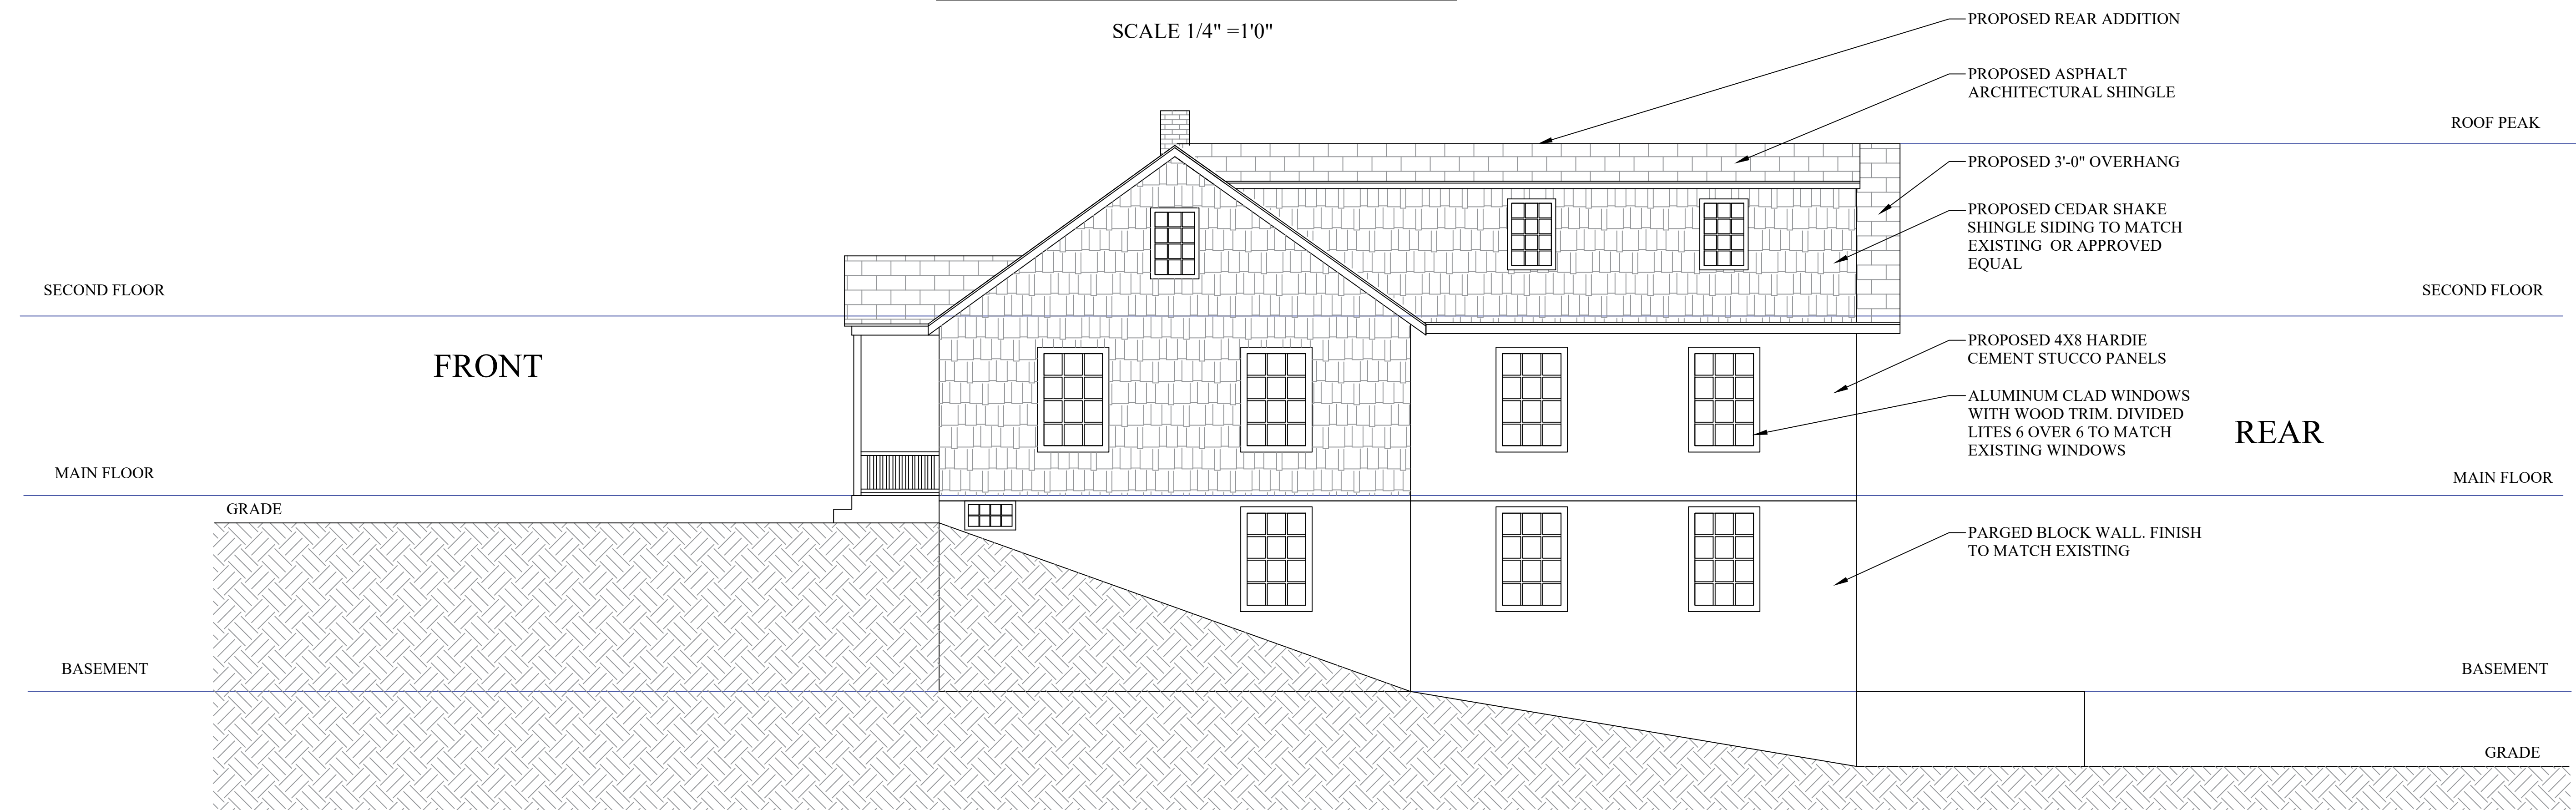 SCALE 1/4" =1'0"
PROPOSED REAR ADDITION
PROPOSED ASPHALT
ARCHITECTURAL SHINGLE
ROOF PEAK
PROPOSED 3'-0" OVERHANG
PROPOSED CEDAR SHAKE
SHINGLE SIDING TO MATCH
EXISTING OR APPROVED
EQUAL
SECOND FLOOR
SECOND FLOOR
FRONT
PROPOSED 4X8 HARDIE
CEMENT STUCCO PANELS
ALUMINUM CLAD WINDOWS
WITH WOOD TRIM. DIVIDED
LITES 6 OVER 6 TO MATCH
EXISTING WINDOWS
REAR
MAIN FLOOR
MAIN FLOOR
GRADE
PARGED BLOCK WALL. FINISH
TO MATCH EXISTING
BASEMENT
BASEMENT
GRADE